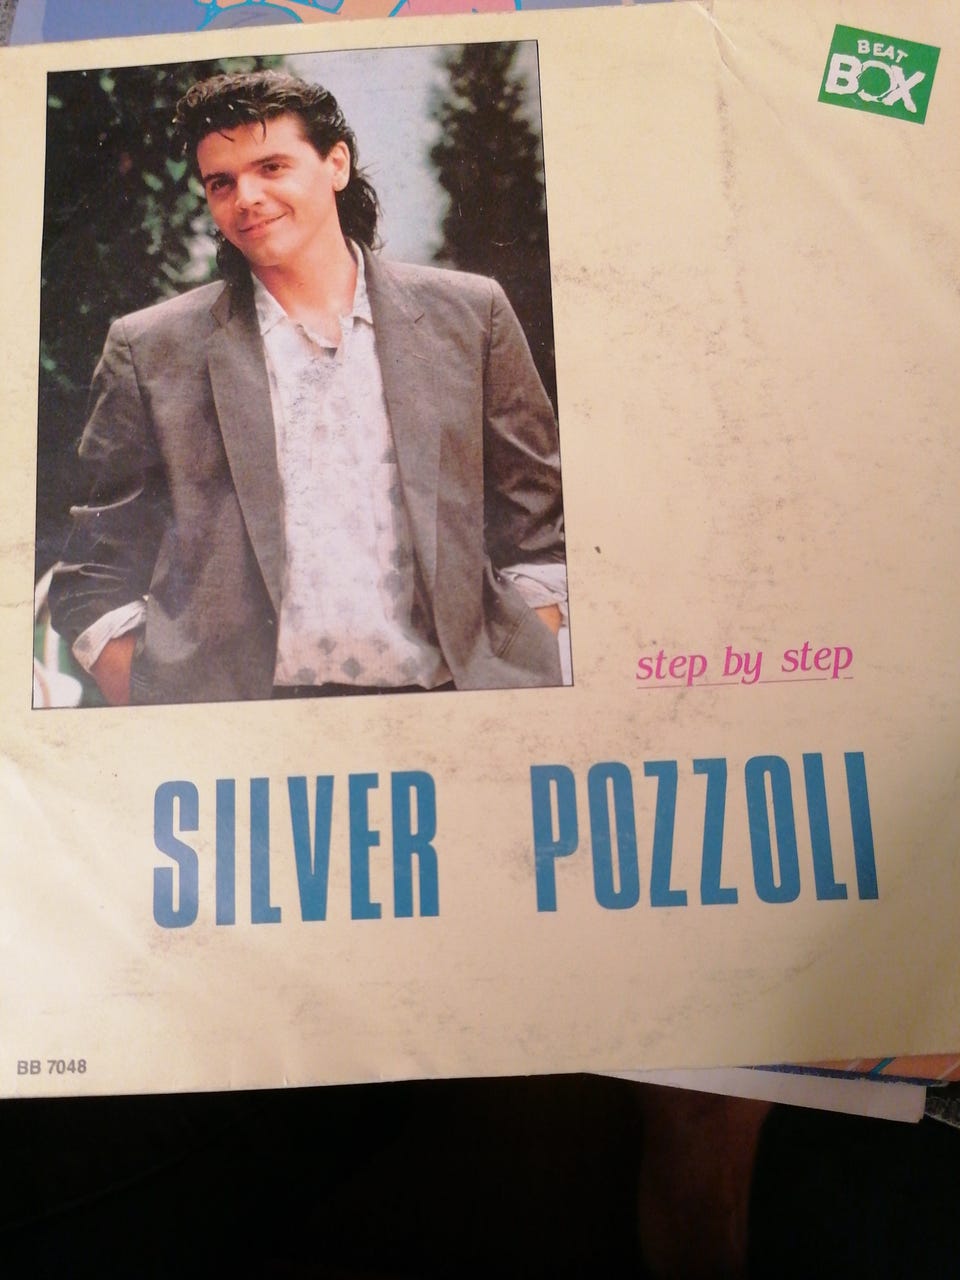 BEAT
BOX
step by step
SILVER POZZOLI
BB 7048